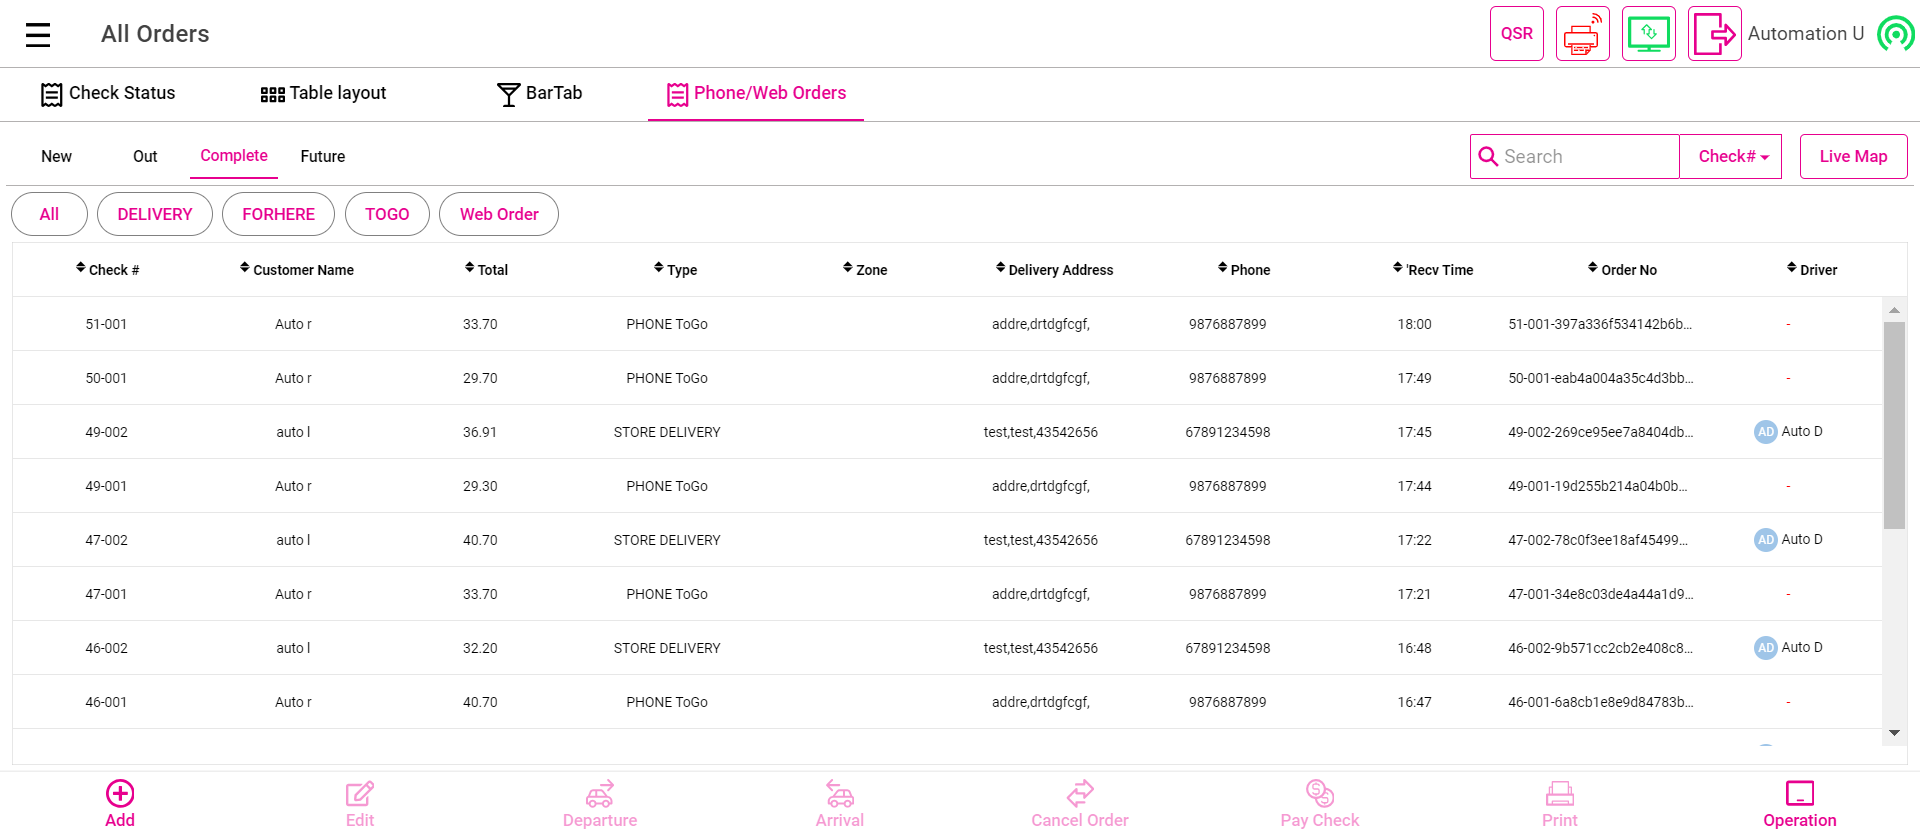 All Orders
QSR
Automation U
Check Status
Table layout
BarTab
Phone/Web Orders
New
Out
Complete
Future
Search
Check#
Live Map
All
DELIVERY
FORHERE
TOGO
Web Order
Check # Customer Name Total Type Zone Delivery Address Phone 'Recv Time Order No Driver
51-001 Auto r 33.70 PHONE ToGo addre,drtdgfcgf, 9876887899 18:00 51-001-397a336f534142b6b... -
50-001 Auto r 29.70 PHONE ToGo addre,drtdgfcgf, 9876887899 17:49 50-001-eab4a004a35c4d3bb... -
49-002 auto l 36.91 STORE DELIVERY test,test,43542656 67891234598 17:45 49-002-269ce95ee7a8404db... AD Auto D
49-001 Auto r 29.30 PHONE ToGo addre,drtdgfcgf, 9876887899 17:44 49-001-19d255b214a04b0b... -
47-002 auto l 40.70 STORE DELIVERY test,test,43542656 67891234598 17:22 47-002-78c0f3ee18af45499... AD Auto D
47-001 Auto r 33.70 PHONE ToGo addre,drtdgfcgf, 9876887899 17:21 47-001-34e8c03de4a44a1d9... -
46-002 auto l 32.20 STORE DELIVERY test,test,43542656 67891234598 16:48 46-002-9b571cc2cb2e408c8... AD Auto D
46-001 Auto r 40.70 PHONE ToGo addre,drtdgfcgf, 9876887899 16:47 46-001-6a8cb1e8e9d84783b... -
Add
Edit
Departure
Arrival
Cancel Order
Pay Check
Print
Operation